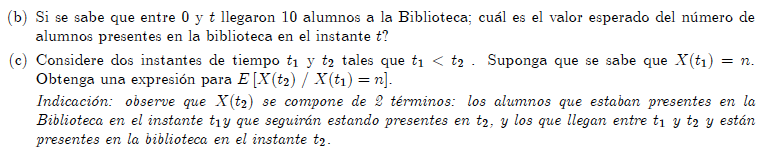 (b) Si se sabe que entre 0 y t llegaron 10 alumnos a la Biblioteca; cuál es el valor esperado del número de
alumnos presentes en la biblioteca en el instante t?
(c) Considere dos instantes de tiempo t₁ y t₂ tales que t₁ < t₂ . Suponga que se sabe que X(t₁) = n.
Obtenga una expresión para E [X(t₂) / X(t₁) = n].
Indicación: observe que X(t₂) se compone de 2 términos: los alumnos que estaban presentes en la
Biblioteca en el instante t₁y que seguirán estando presentes en t₂, y los que llegan entre t₁ y t₂ y están
presentes en la biblioteca en el instante t₂.